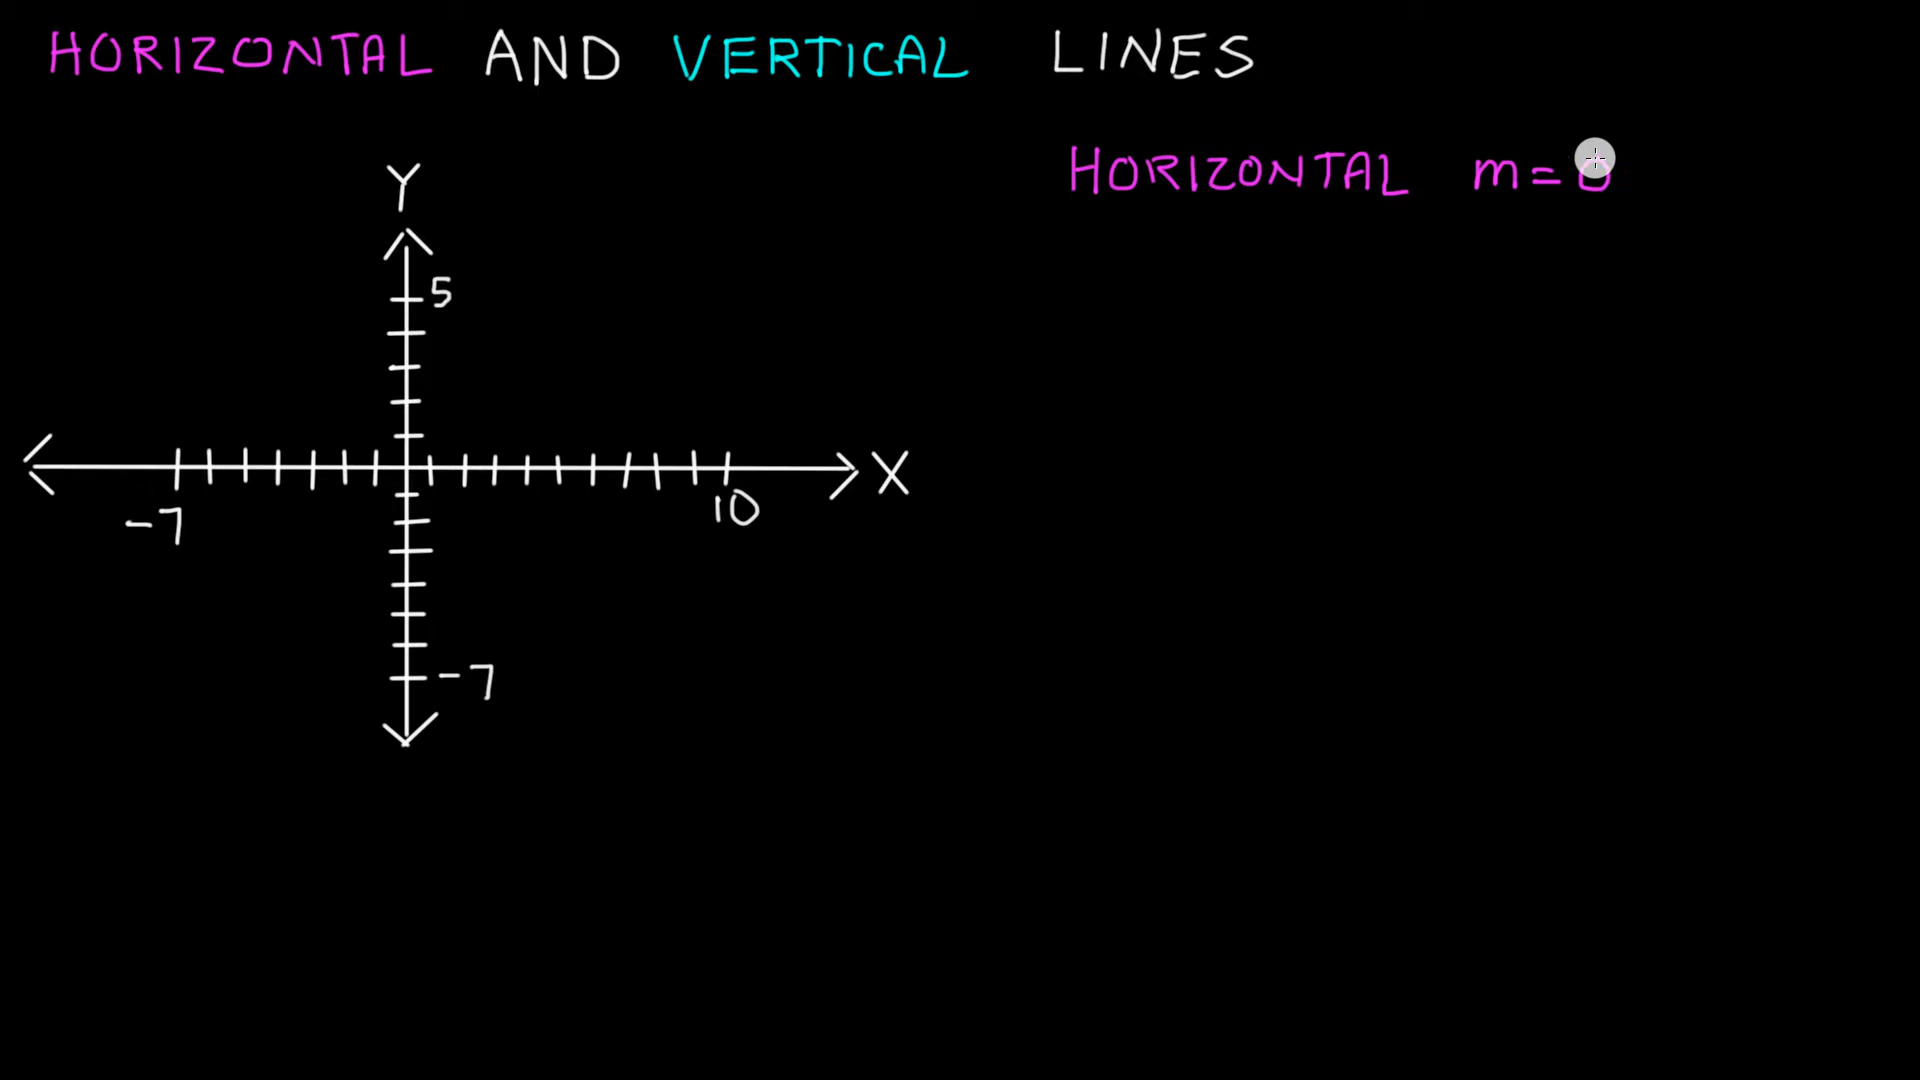 HORIZONTAL AND VERTICAL LINES
HORIZONTAL m = 0
Y
5
X
-7
10
-7